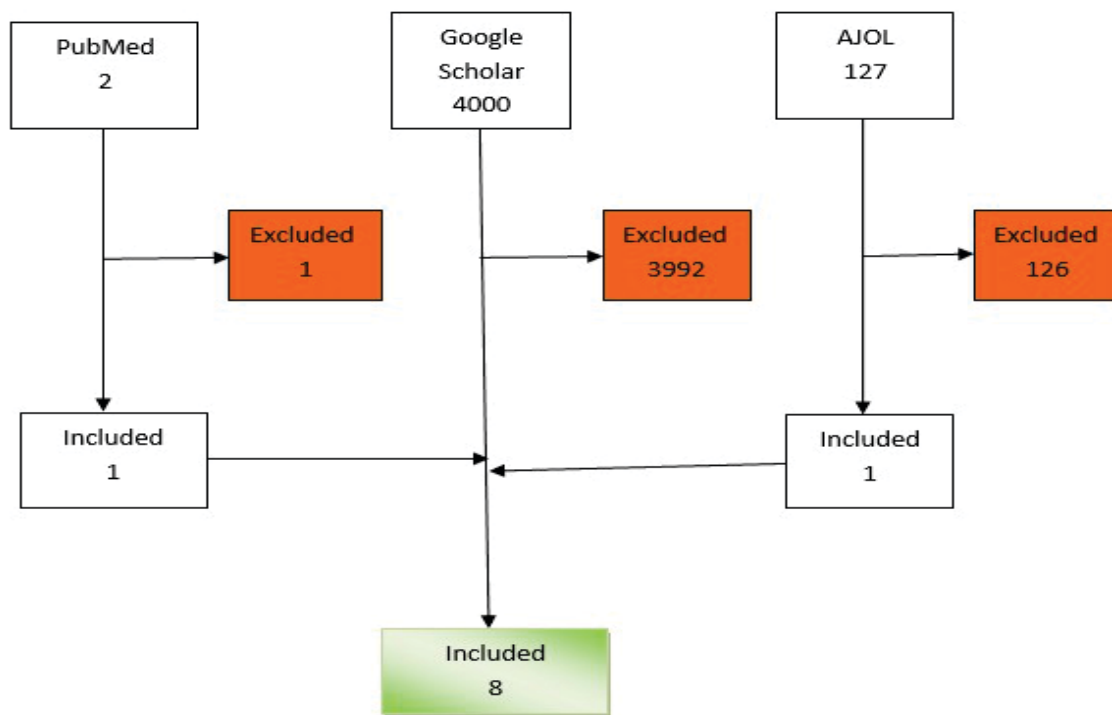 PubMed
2
Google
Scholar
4000
AJOL
127
Excluded
1
Excluded
3992
Excluded
126
Included
1
Included
1
Included
8